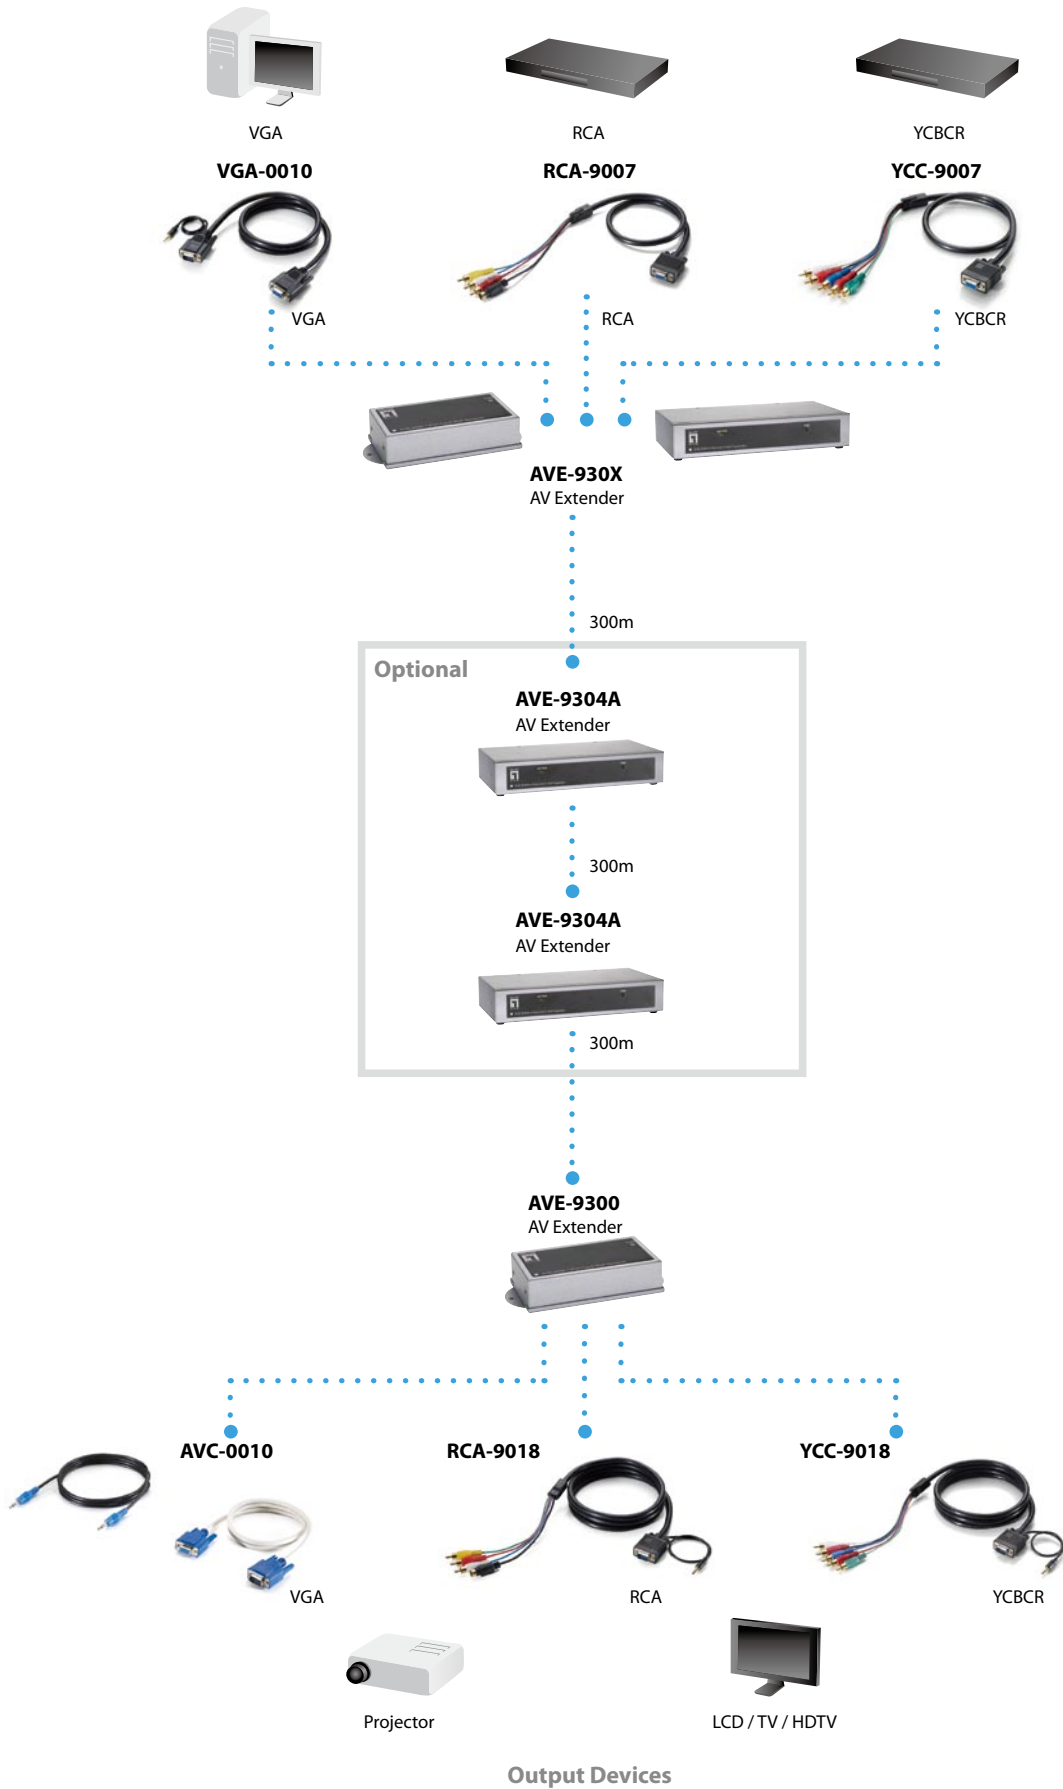 VGA
RCA
YCBCR
VGA-0010
RCA-9007
YCC-9007
VGA
RCA
YCBCR
AVE-930X
AV Extender
300m
Optional
AVE-9304A
AV Extender
300m
AVE-9304A
AV Extender
300m
AVE-9300
AV Extender
AVC-0010
RCA-9018
YCC-9018
VGA
RCA
YCBCR
Projector
LCD / TV / HDTV
Output Devices